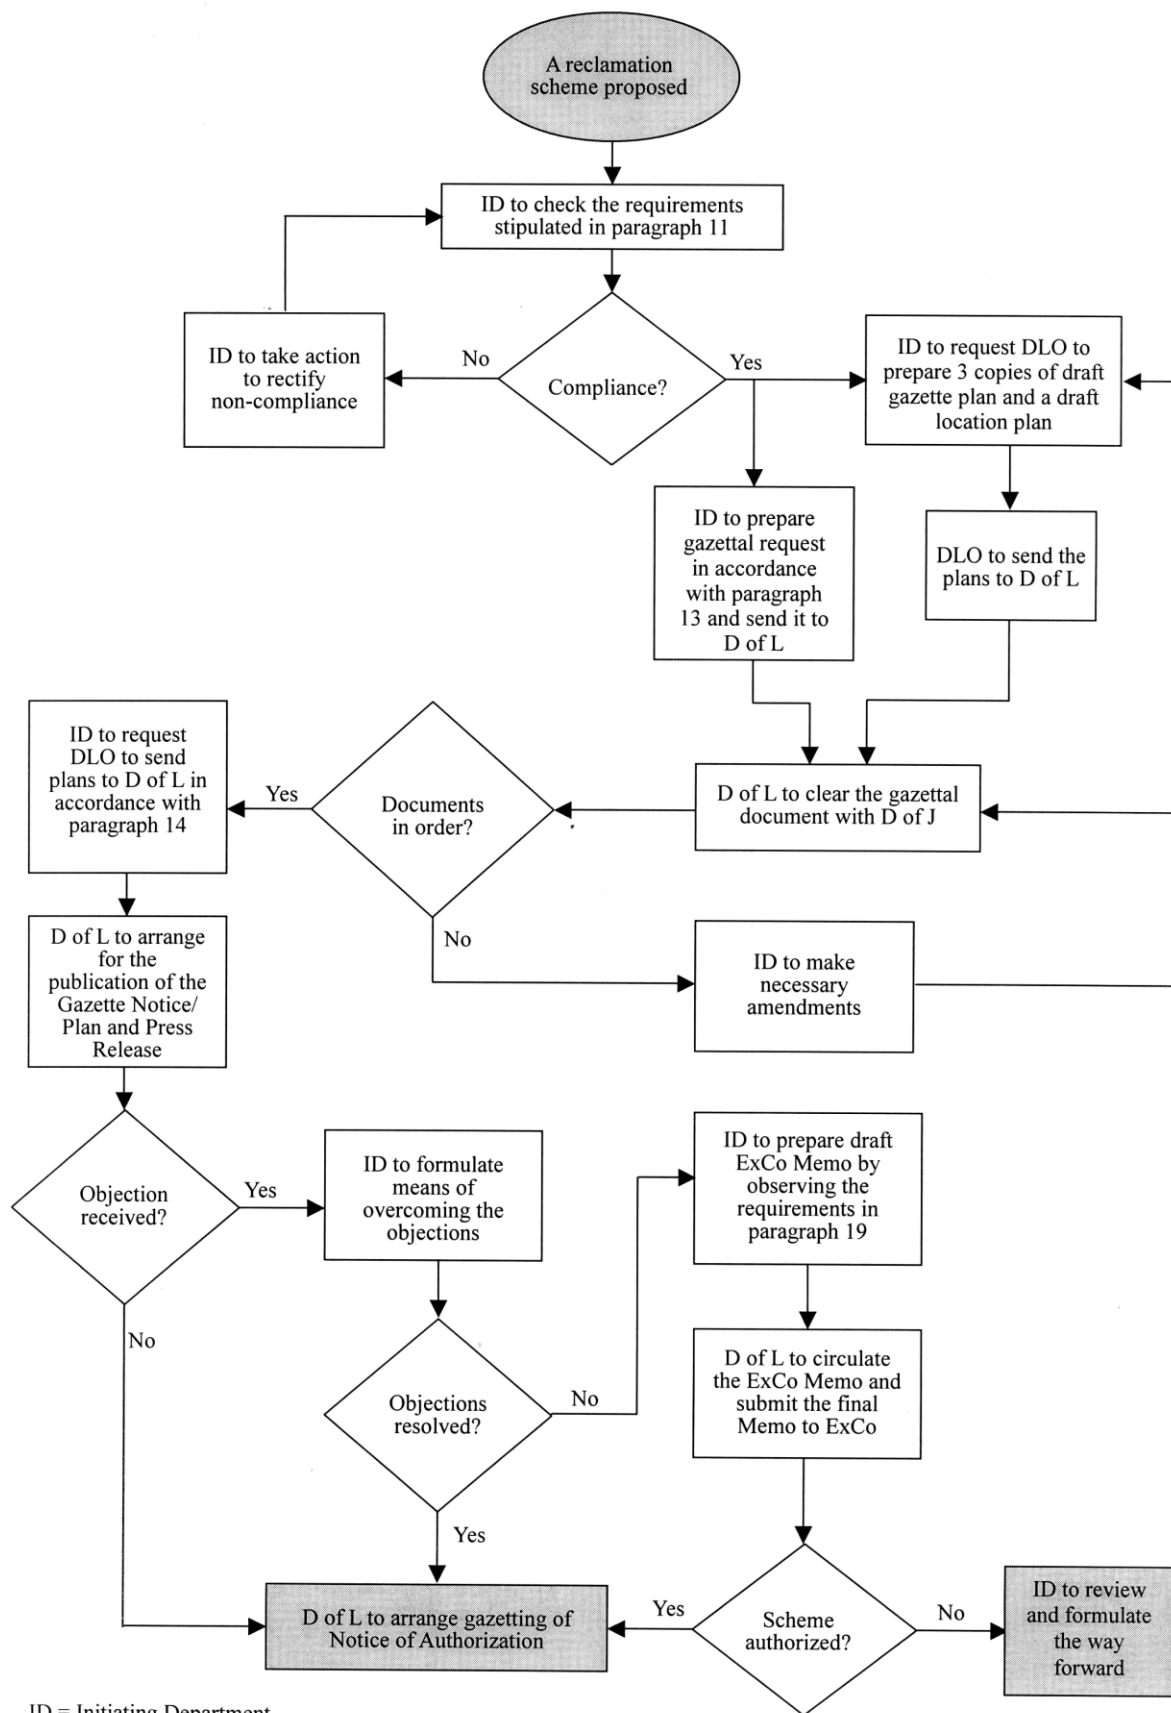 A reclamation
scheme proposed
ID to check the requirements
stipulated in paragraph 11
ID to take action
to rectify
non-compliance
No
Compliance?
Yes
ID to request DLO to
prepare 3 copies of draft
gazette plan and a draft
location plan
ID to prepare
gazettal request
in accordance
with paragraph
13 and send it to
D of L
DLO to send the
plans to D of L
ID to request
DLO to send
plans to D of L in
accordance with
paragraph 14
Yes
Documents
in order?
D of L to clear the gazettal
document with D of J
No
ID to make
necessary
amendments
D of L to arrange
for the
publication of the
Gazette Notice/
Plan and Press
Release
Objection
received?
Yes
ID to formulate
means of
overcoming the
objections
ID to prepare draft
ExCo Memo by
observing the
requirements in
paragraph 19
No
Objections
resolved?
No
D of L to circulate
the ExCo Memo and
submit the final
Memo to ExCo
Yes
D of L to arrange gazetting of
Notice of Authorization
Yes
Scheme
authorized?
No
ID to review
and formulate
the way
forward
ID = Initiating Department